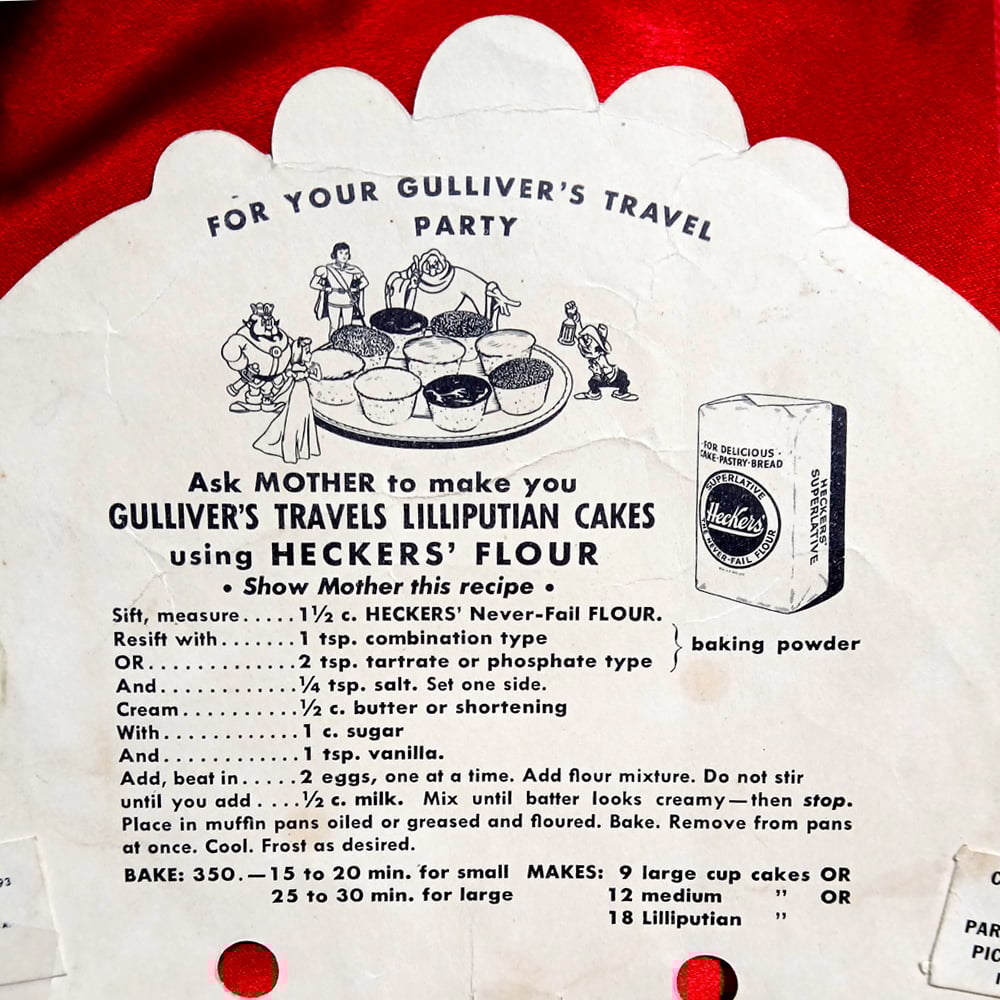 FOR YOUR GULLIVER'S TRAVEL
PARTY
·FOR DELICIOUS·
CAKE·PASTRY·BREAD
SUPERLATIVE
Heckers'
THE NEVER-FAIL FLOUR
HECKERS'
SUPERLATIVE
Ask MOTHER to make you
GULLIVER'S TRAVELS LILLIPUTIAN CAKES
using HECKERS' FLOUR
• Show Mother this recipe •
Sift, measure.....1½ c. HECKERS' Never-Fail FLOUR.
Resift with.......1 tsp. combination type
OR............2 tsp. tartrate or phosphate type } baking powder
And...........¼ tsp. salt. Set one side.
Cream..........½ c. butter or shortening
With...........1 c. sugar
And...........1 tsp. vanilla.
Add, beat in.....2 eggs, one at a time. Add flour mixture. Do not stir
until you add ....½ c. milk. Mix until batter looks creamy—then stop.
Place in muffin pans oiled or greased and floured. Bake. Remove from pans
at once. Cool. Frost as desired.
BAKE: 350.—15 to 20 min. for small MAKES: 9 large cup cakes OR
25 to 30 min. for large 12 medium " OR
18 Lilliputian "
93
C
PAR
PIC